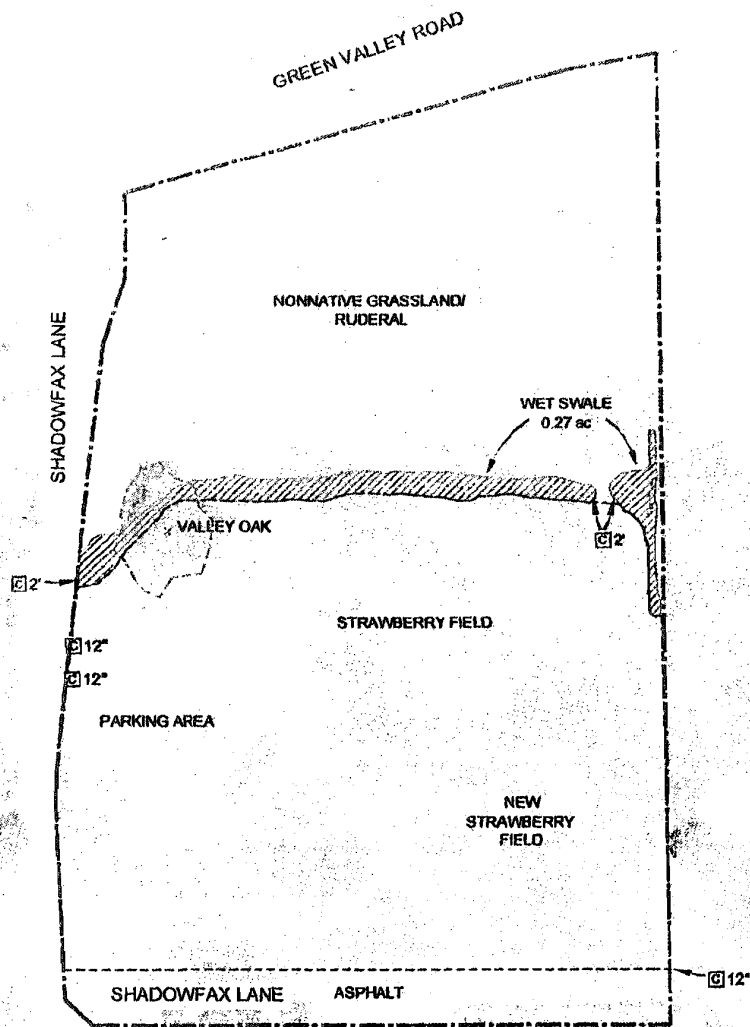 GREEN VALLEY ROAD
SHADOWFAX LANE
NONNATIVE GRASSLAND/
RUDERAL
WET SWALE
0.27 ac
VALLEY OAK
C 2'
C 2'
STRAWBERRY FIELD
C 12"
C 12"
PARKING AREA
NEW
STRAWBERRY
FIELD
C 12"
SHADOWFAX LANE ASPHALT